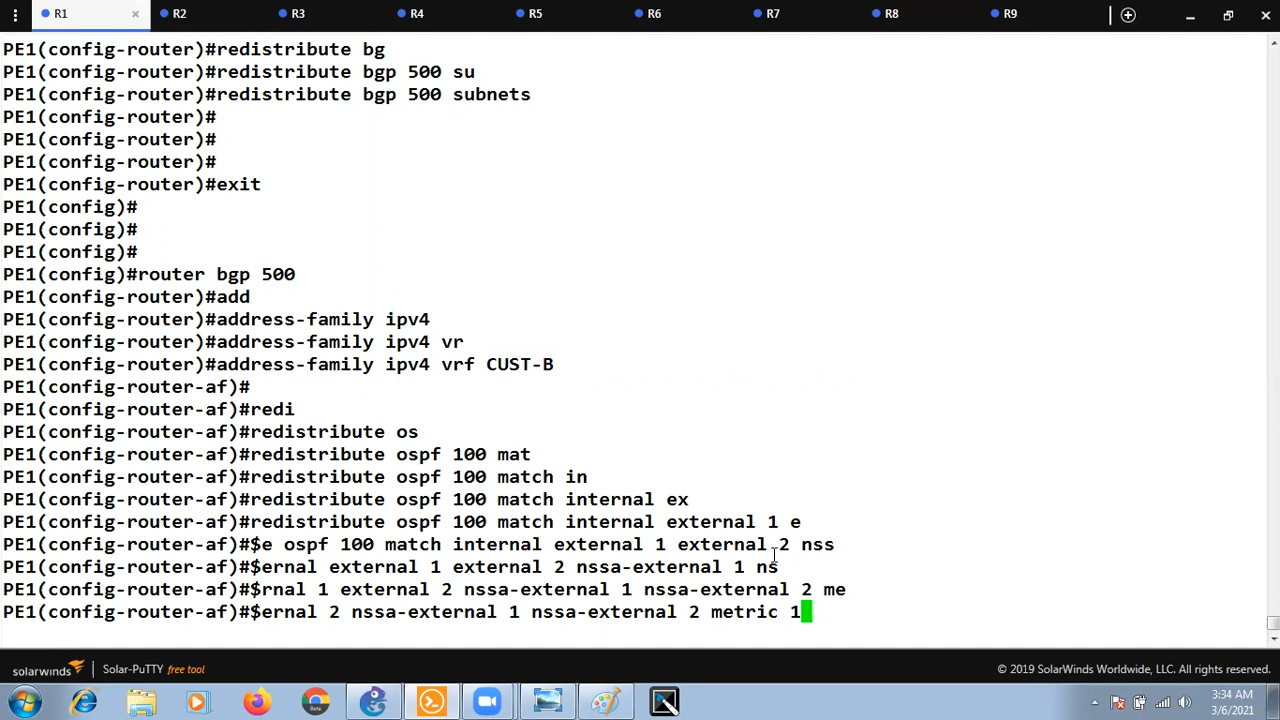 R1 × R2 R3 R4 R5 R6 R7 R8 R9
PE1(config-router)#redistribute bg
PE1(config-router)#redistribute bgp 500 su
PE1(config-router)#redistribute bgp 500 subnets
PE1(config-router)#
PE1(config-router)#
PE1(config-router)#
PE1(config-router)#exit
PE1(config)#
PE1(config)#
PE1(config)#
PE1(config)#router bgp 500
PE1(config-router)#add
PE1(config-router)#address-family ipv4
PE1(config-router)#address-family ipv4 vr
PE1(config-router)#address-family ipv4 vrf CUST-B
PE1(config-router-af)#
PE1(config-router-af)#redi
PE1(config-router-af)#redistribute os
PE1(config-router-af)#redistribute ospf 100 mat
PE1(config-router-af)#redistribute ospf 100 match in
PE1(config-router-af)#redistribute ospf 100 match internal ex
PE1(config-router-af)#redistribute ospf 100 match internal external 1 e
PE1(config-router-af)#$e ospf 100 match internal external 1 external 2 nss
PE1(config-router-af)#$ernal external 1 external 2 nssa-external 1 ns
PE1(config-router-af)#$rnal 1 external 2 nssa-external 1 nssa-external 2 me
PE1(config-router-af)#$ernal 2 nssa-external 1 nssa-external 2 metric 1
solarwinds Solar-PuTTY free tool © 2019 SolarWinds Worldwide, LLC. All rights reserved.
3:34 AM
3/6/2021